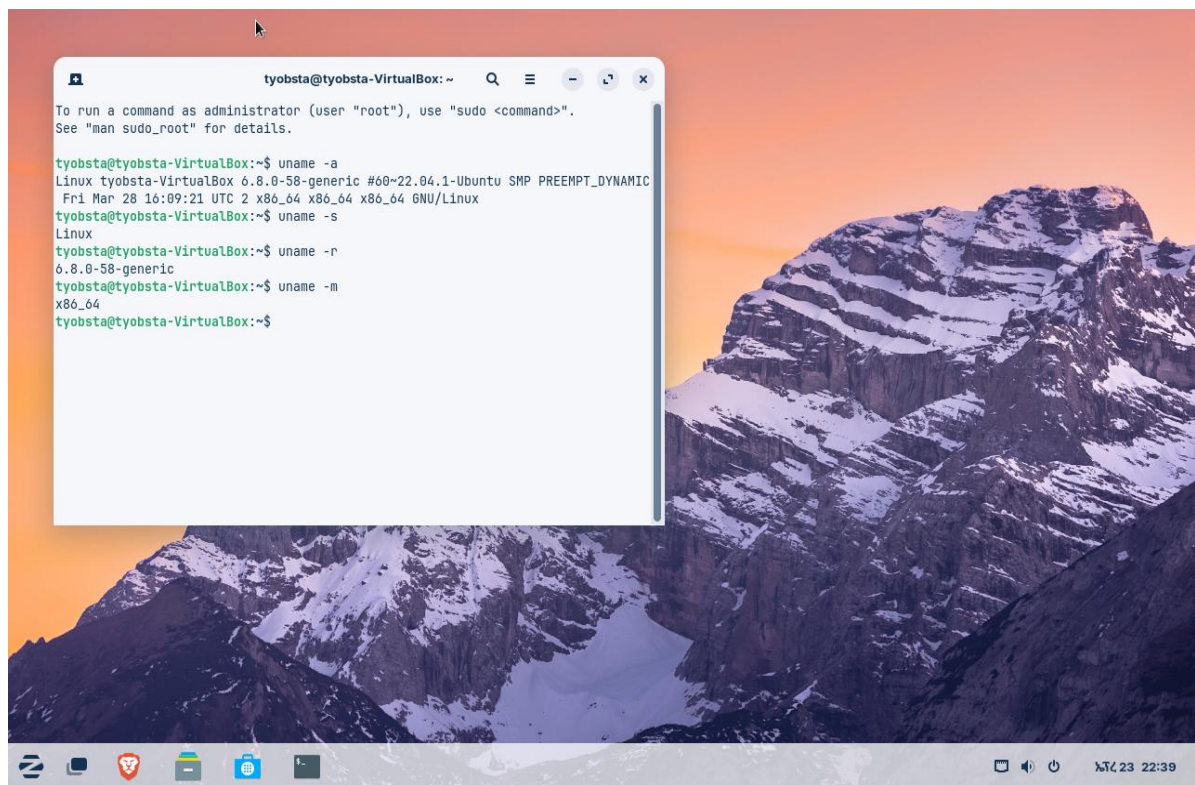 tyobsta@tyobsta-VirtualBox: ~
To run a command as administrator (user "root"), use "sudo <command>".
See "man sudo_root" for details.
tyobsta@tyobsta-VirtualBox:~$ uname -a
Linux tyobsta-VirtualBox 6.8.0-58-generic #60~22.04.1-Ubuntu SMP PREEMPT_DYNAMIC
Fri Mar 28 16:09:21 UTC 2 x86_64 x86_64 x86_64 GNU/Linux
tyobsta@tyobsta-VirtualBox:~$ uname -s
Linux
tyobsta@tyobsta-VirtualBox:~$ uname -r
6.8.0-58-generic
tyobsta@tyobsta-VirtualBox:~$ uname -m
x86_64
tyobsta@tyobsta-VirtualBox:~$
$_
ኤፕረ 23 22:39